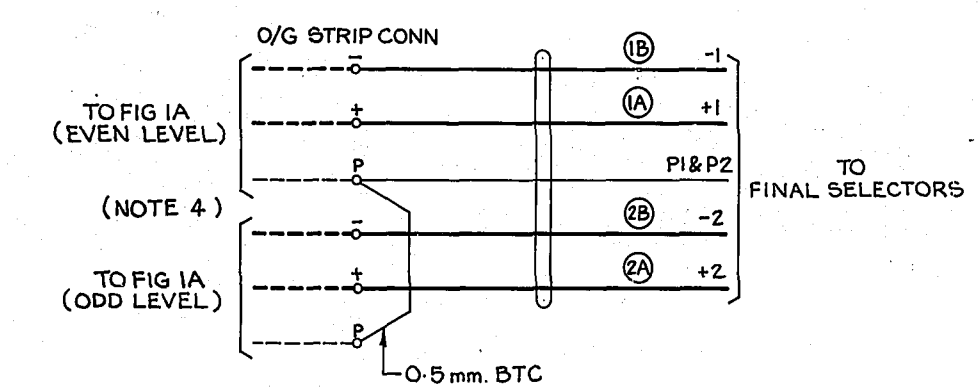 O/G STRIP CONN
− 1B -1
TO FIG 1A
(EVEN LEVEL)
+ 1A +1
P P1 & P2
TO
FINAL SELECTORS
(NOTE 4)
− 2B -2
TO FIG 1A
(ODD LEVEL)
+ 2A +2
P
0·5 mm. BTC